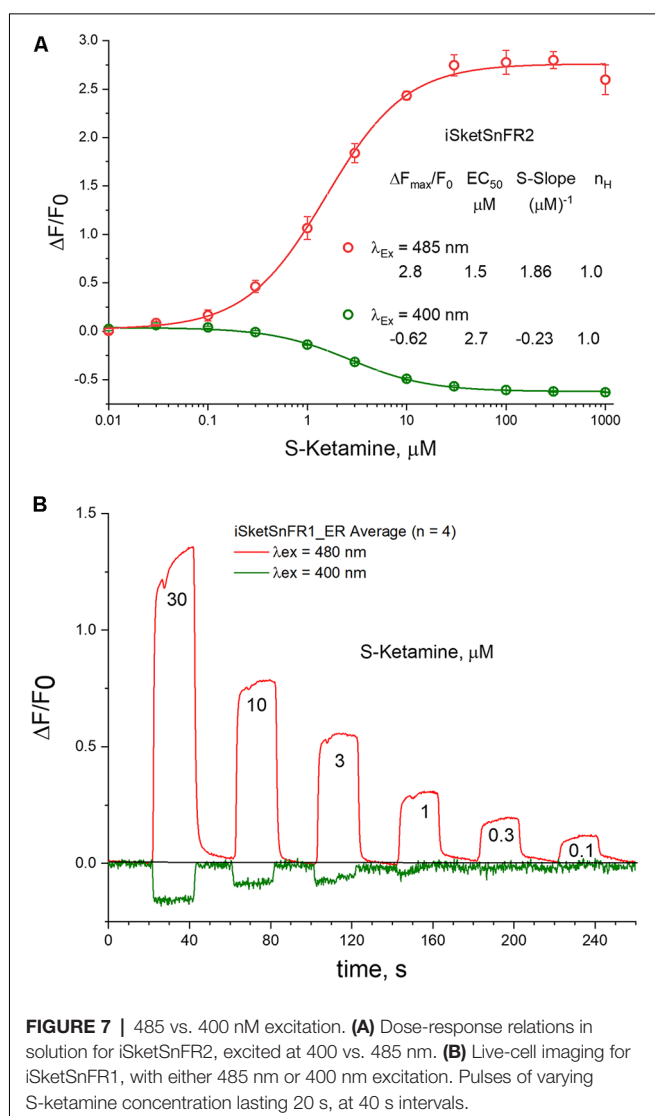 A
3.0
2.5
2.0
1.5
1.0
0.5
0.0
-0.5
ΔF/F0
iSketSnFR2
ΔFmax/F0 EC50 S-Slope nH
μM (μM)-1
λEx = 485 nm
2.8 1.5 1.86 1.0
λEx = 400 nm
-0.62 2.7 -0.23 1.0
0.01 0.1 1 10 100 1000
S-Ketamine, μM
B
1.5
1.0
0.5
0.0
ΔF/F0
iSketSnFR1_ER Average (n = 4)
λex = 480 nm
λex = 400 nm
S-Ketamine, μM
30
10
3
1
0.3
0.1
0 40 80 120 160 200 240
time, s
FIGURE 7 | 485 vs. 400 nM excitation. (A) Dose-response relations in
solution for iSketSnFR2, excited at 400 vs. 485 nm. (B) Live-cell imaging for
iSketSnFR1, with either 485 nm or 400 nm excitation. Pulses of varying
S-ketamine concentration lasting 20 s, at 40 s intervals.